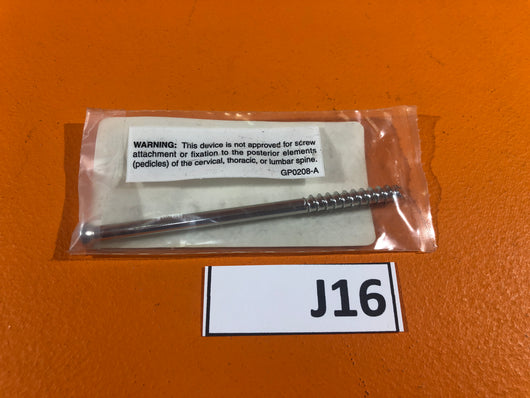 WARNING: This device is not approved for screw
attachment or fixation to the posterior elements
(pedicles) of the cervical, thoracic, or lumbar spine.
GP0208-A
J16